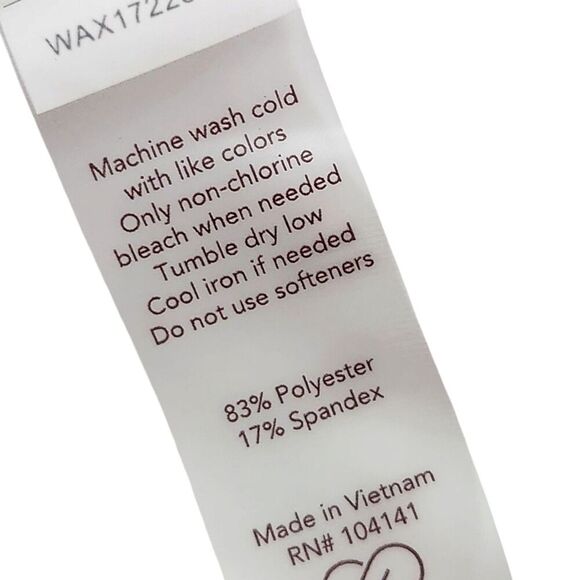 Machine wash cold
with like colors
Only non-chlorine
bleach when needed
Tumble dry low
Cool iron if needed
Do not use softeners
83% Polyester
17% Spandex
Made in Vietnam
RN# 104141